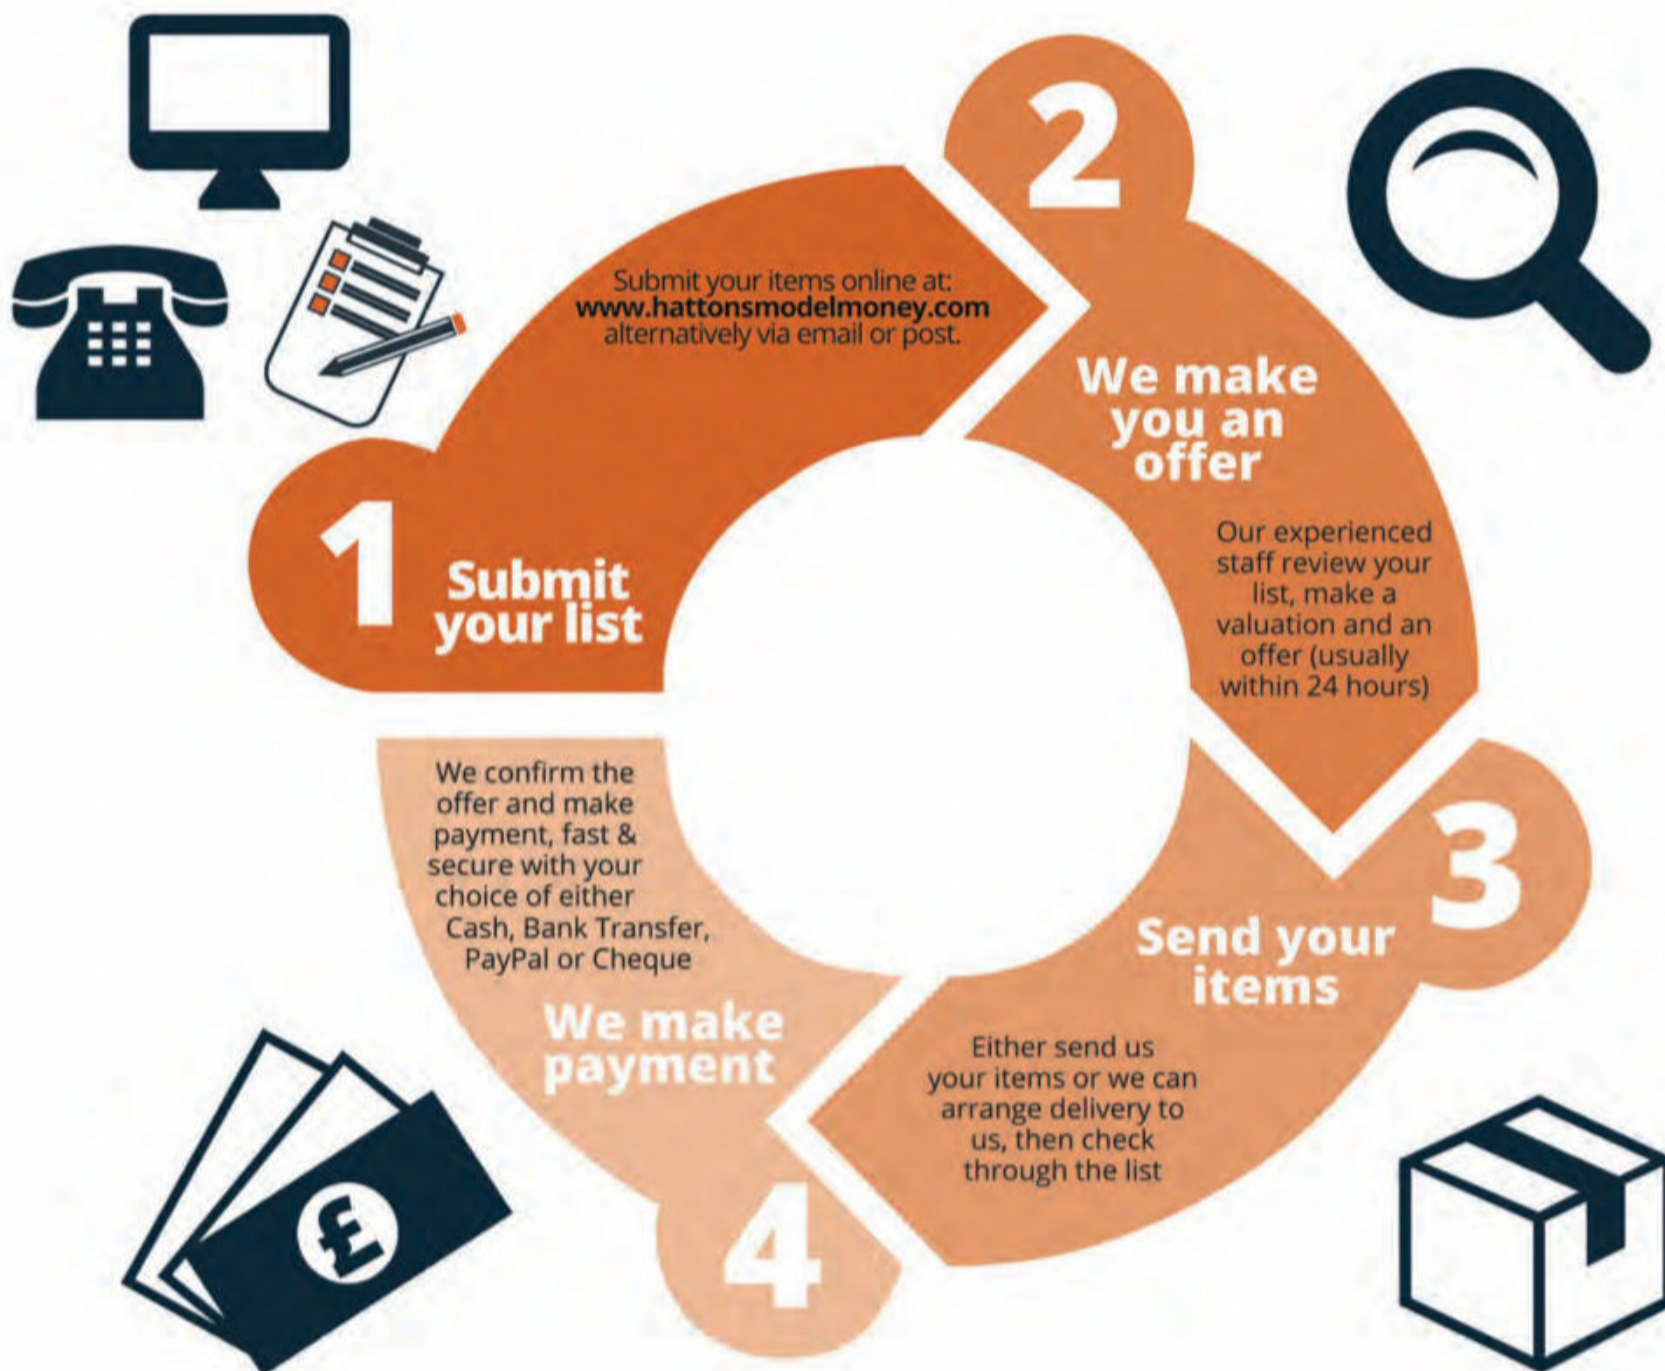 1
Submit
your list
Submit your items online at:
www.hattonsmodelmoney.com
alternatively via email or post.
2
We make
you an
offer
Our experienced
staff review your
list, make a
valuation and an
offer (usually
within 24 hours)
3
Send your
items
Either send us
your items or we can
arrange delivery to
us, then check
through the list
4
We make
payment
We confirm the
offer and make
payment, fast &
secure with your
choice of either
Cash, Bank Transfer,
PayPal or Cheque
£